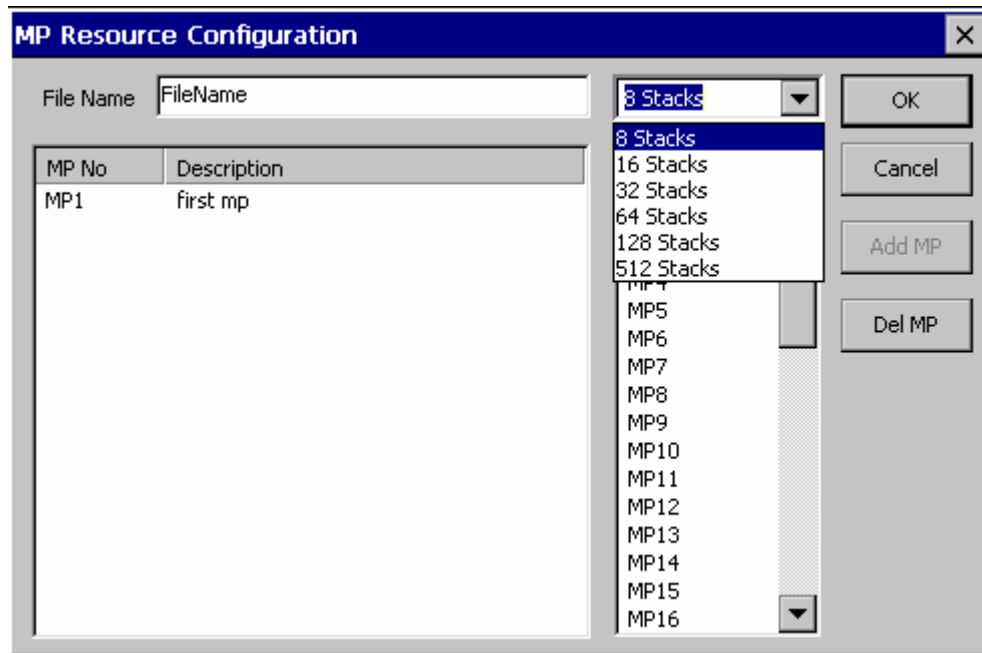 MP Resource Configuration
File Name
FileName
8 Stacks
OK
8 Stacks
16 Stacks
32 Stacks
64 Stacks
128 Stacks
512 Stacks
Cancel
Add MP
Del MP
MP No Description
MP1 first mp
MP4
MP5
MP6
MP7
MP8
MP9
MP10
MP11
MP12
MP13
MP14
MP15
MP16